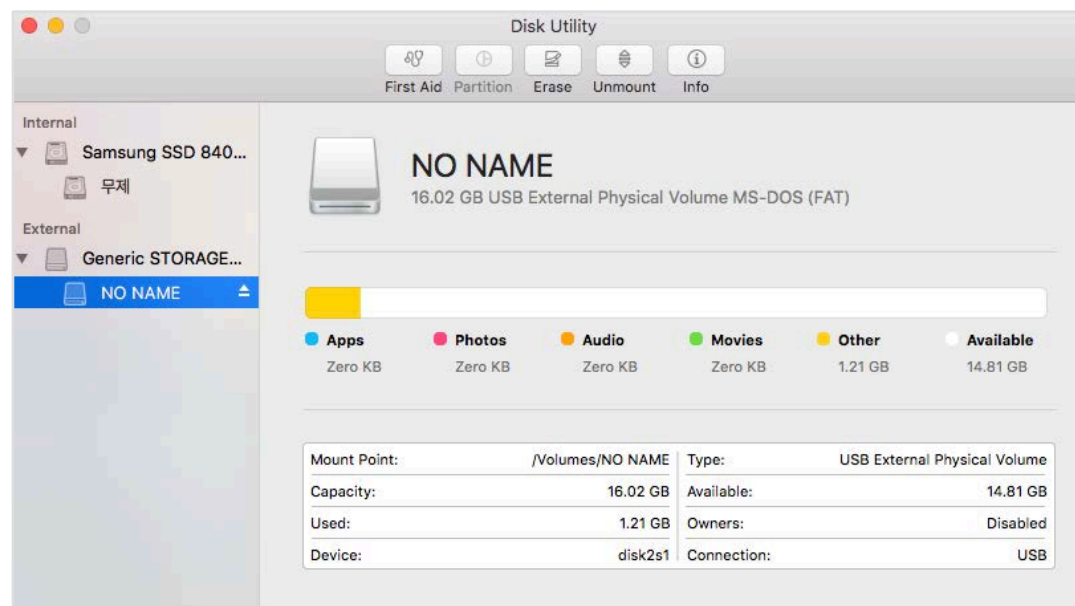 Disk Utility
First Aid Partition Erase Unmount Info
Internal
Samsung SSD 840...
무제
External
Generic STORAGE...
NO NAME
NO NAME
16.02 GB USB External Physical Volume MS-DOS (FAT)
Apps Photos Audio Movies Other Available
Zero KB Zero KB Zero KB Zero KB 1.21 GB 14.81 GB
Mount Point: /Volumes/NO NAME Type: USB External Physical Volume
Capacity: 16.02 GB Available: 14.81 GB
Used: 1.21 GB Owners: Disabled
Device: disk2s1 Connection: USB